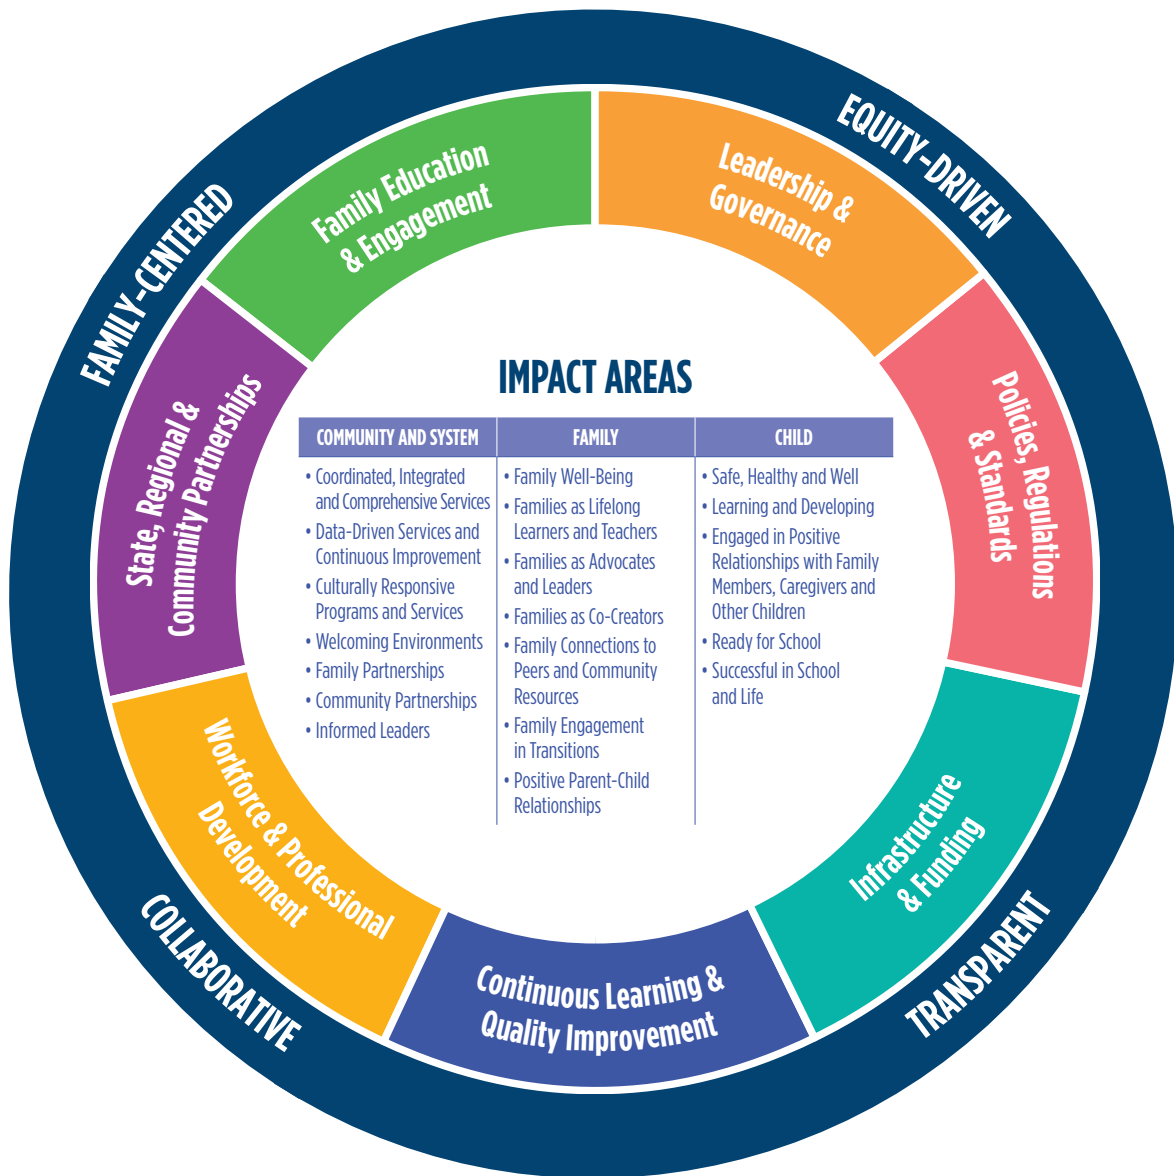 EQUITY-DRIVEN
FAMILY-CENTERED
Family Education
& Engagement
Leadership &
Governance
State, Regional &
Community Partnerships
Policies, Regulations
& Standards
IMPACT AREAS
COMMUNITY AND SYSTEM
• Coordinated, Integrated
and Comprehensive Services
• Data-Driven Services and
Continuous Improvement
• Culturally Responsive
Programs and Services
• Welcoming Environments
• Family Partnerships
• Community Partnerships
• Informed Leaders
FAMILY
• Family Well-Being
• Families as Lifelong
Learners and Teachers
• Families as Advocates
and Leaders
• Families as Co-Creators
• Family Connections to
Peers and Community
Resources
• Family Engagement
in Transitions
• Positive Parent-Child
Relationships
CHILD
• Safe, Healthy and Well
• Learning and Developing
• Engaged in Positive
Relationships with Family
Members, Caregivers and
Other Children
• Ready for School
• Successful in School
and Life
Workforce & Professional
Development
Infrastructure
& Funding
Continuous Learning &
Quality Improvement
COLLABORATIVE
TRANSPARENT